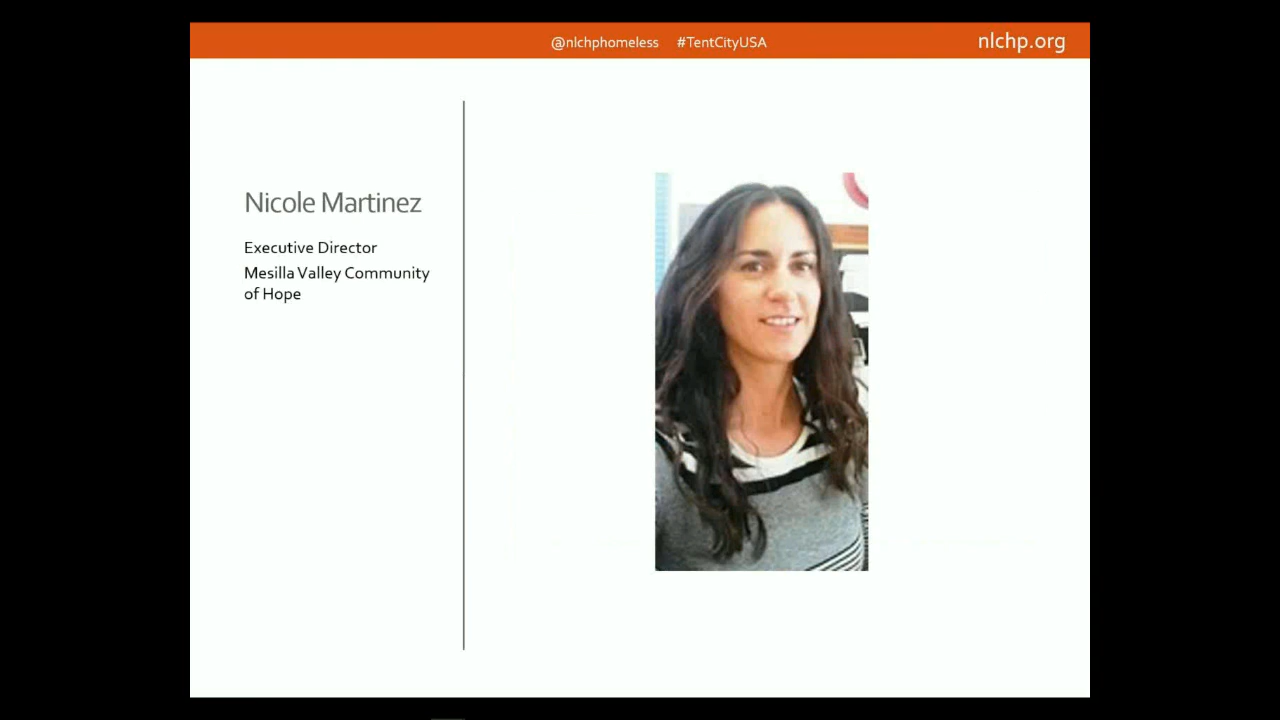 @nlchphomeless #TentCityUSA nlchp.org
Nicole Martinez
Executive Director
Mesilla Valley Community
of Hope